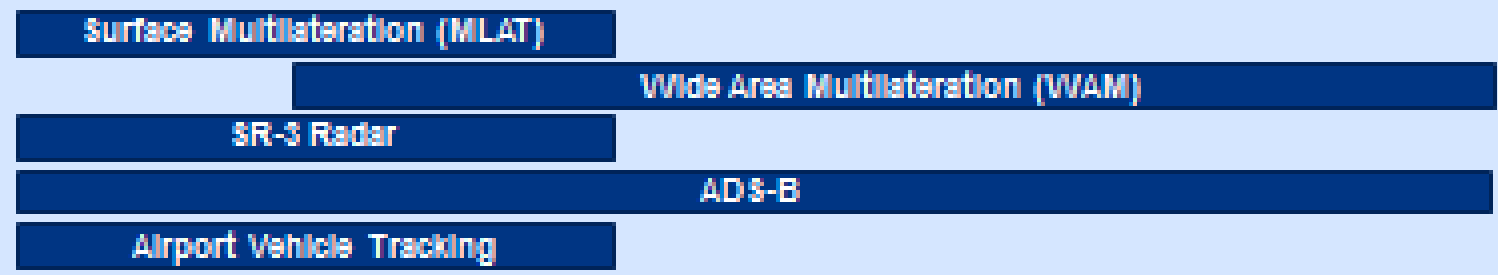 Surface Multilateration (MLAT)
Wide Area Multilateration (WAM)
SR-3 Radar
ADS-B
Airport Vehicle Tracking